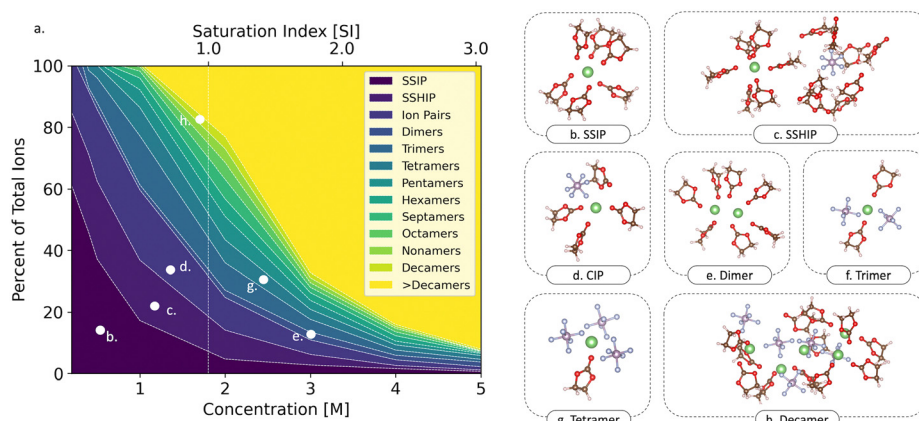 a.
Saturation Index [SI]
1.0 2.0 3.0
Percent of Total Ions
100
80
60
40
20
0
SSIP
SSHIP
Ion Pairs
Dimers
Trimers
Tetramers
Pentamers
Hexamers
Septamers
Octamers
Nonamers
Decamers
>Decamers
h.
d.
g.
c.
b.
e.
1 2 3 4 5
Concentration [M]
b. SSIP
c. SSHIP
d. CIP
e. Dimer
f. Trimer
g. Tetramer
h. Decamer